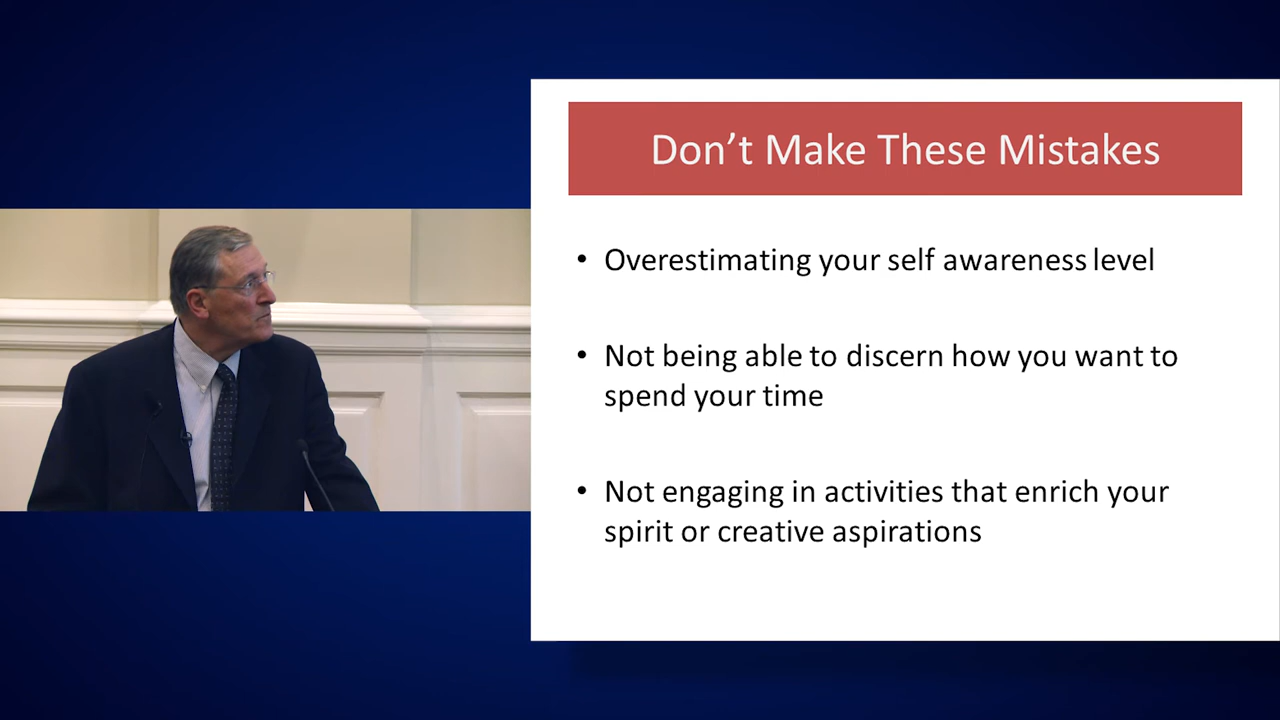 Don’t Make These Mistakes
• Overestimating your self awareness level
• Not being able to discern how you want to
spend your time
• Not engaging in activities that enrich your
spirit or creative aspirations